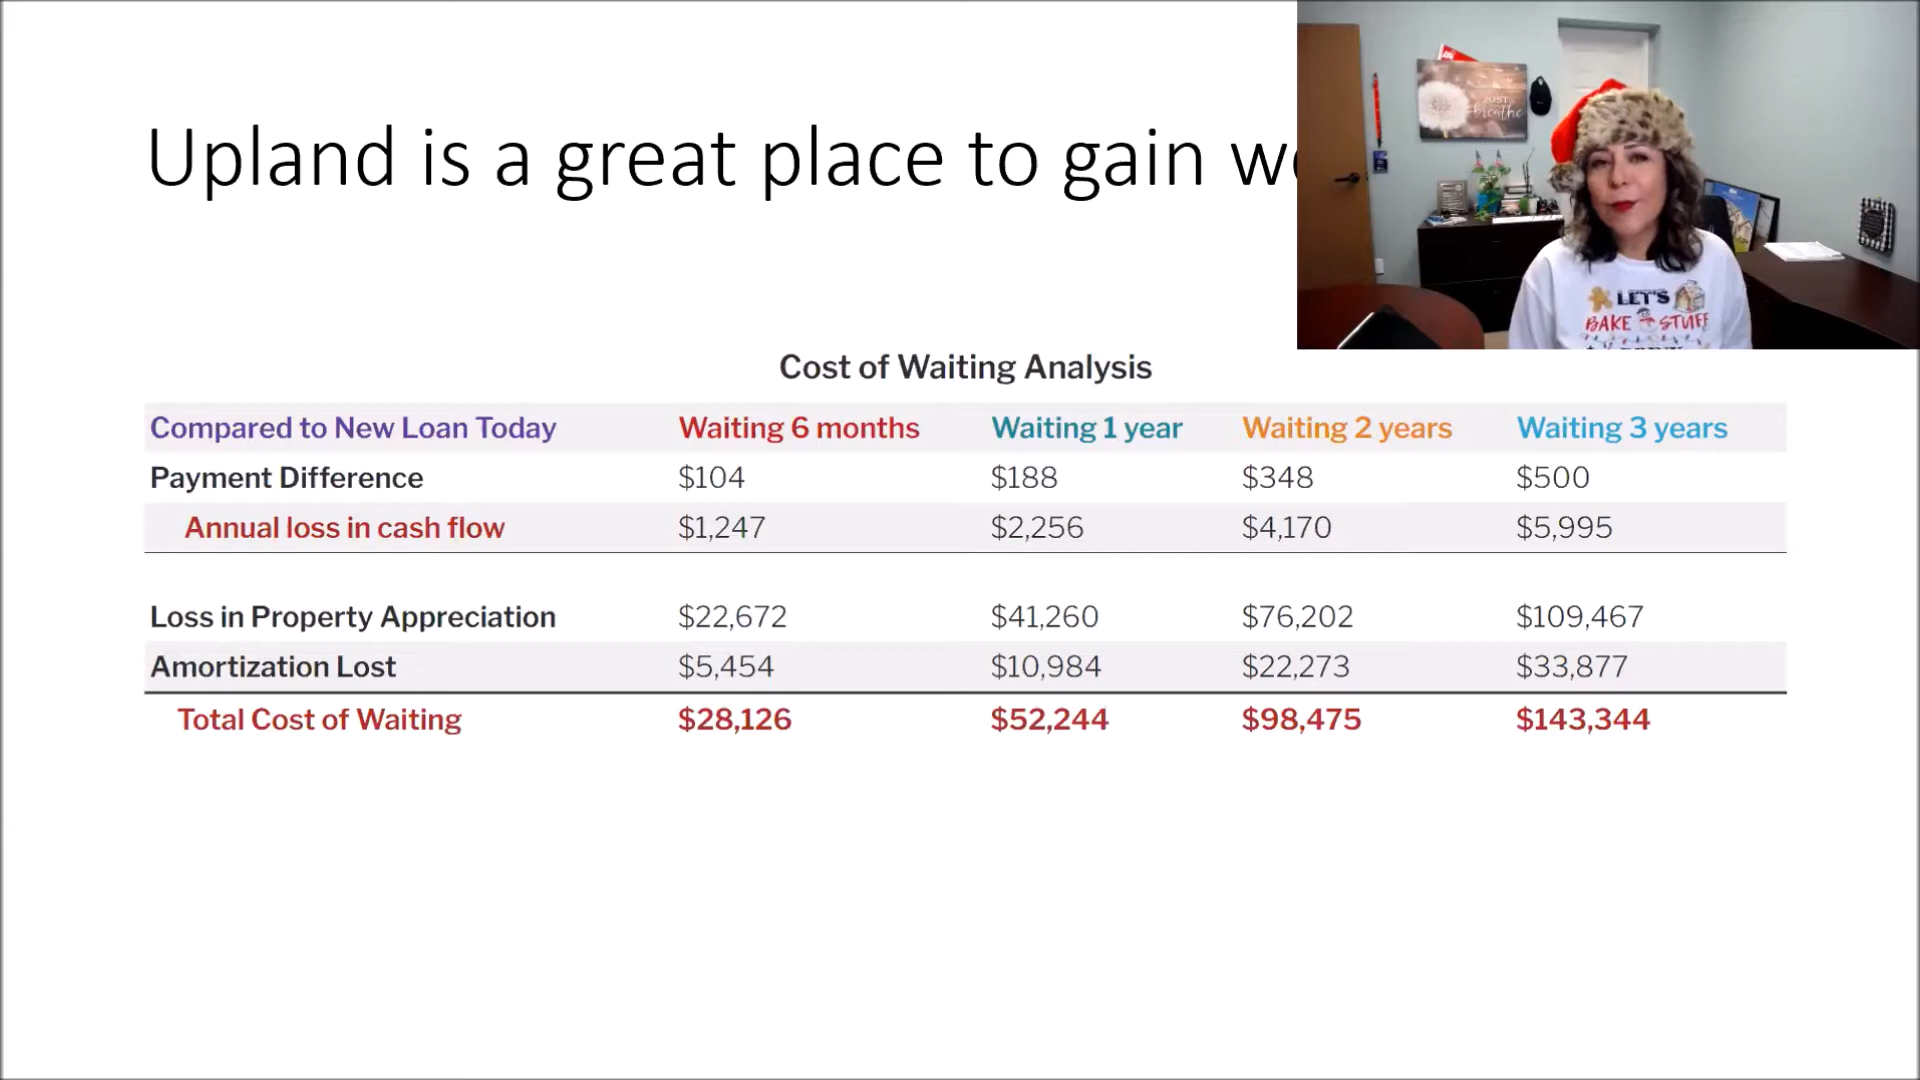 Upland is a great place to gain
JUST
breathe
LET'S
BAKE STUFF
Cost of Waiting Analysis
Compared to New Loan Today Waiting 6 months Waiting 1 year Waiting 2 years Waiting 3 years
Payment Difference $104 $188 $348 $500
Annual loss in cash flow $1,247 $2,256 $4,170 $5,995
Loss in Property Appreciation $22,672 $41,260 $76,202 $109,467
Amortization Lost $5,454 $10,984 $22,273 $33,877
Total Cost of Waiting $28,126 $52,244 $98,475 $143,344